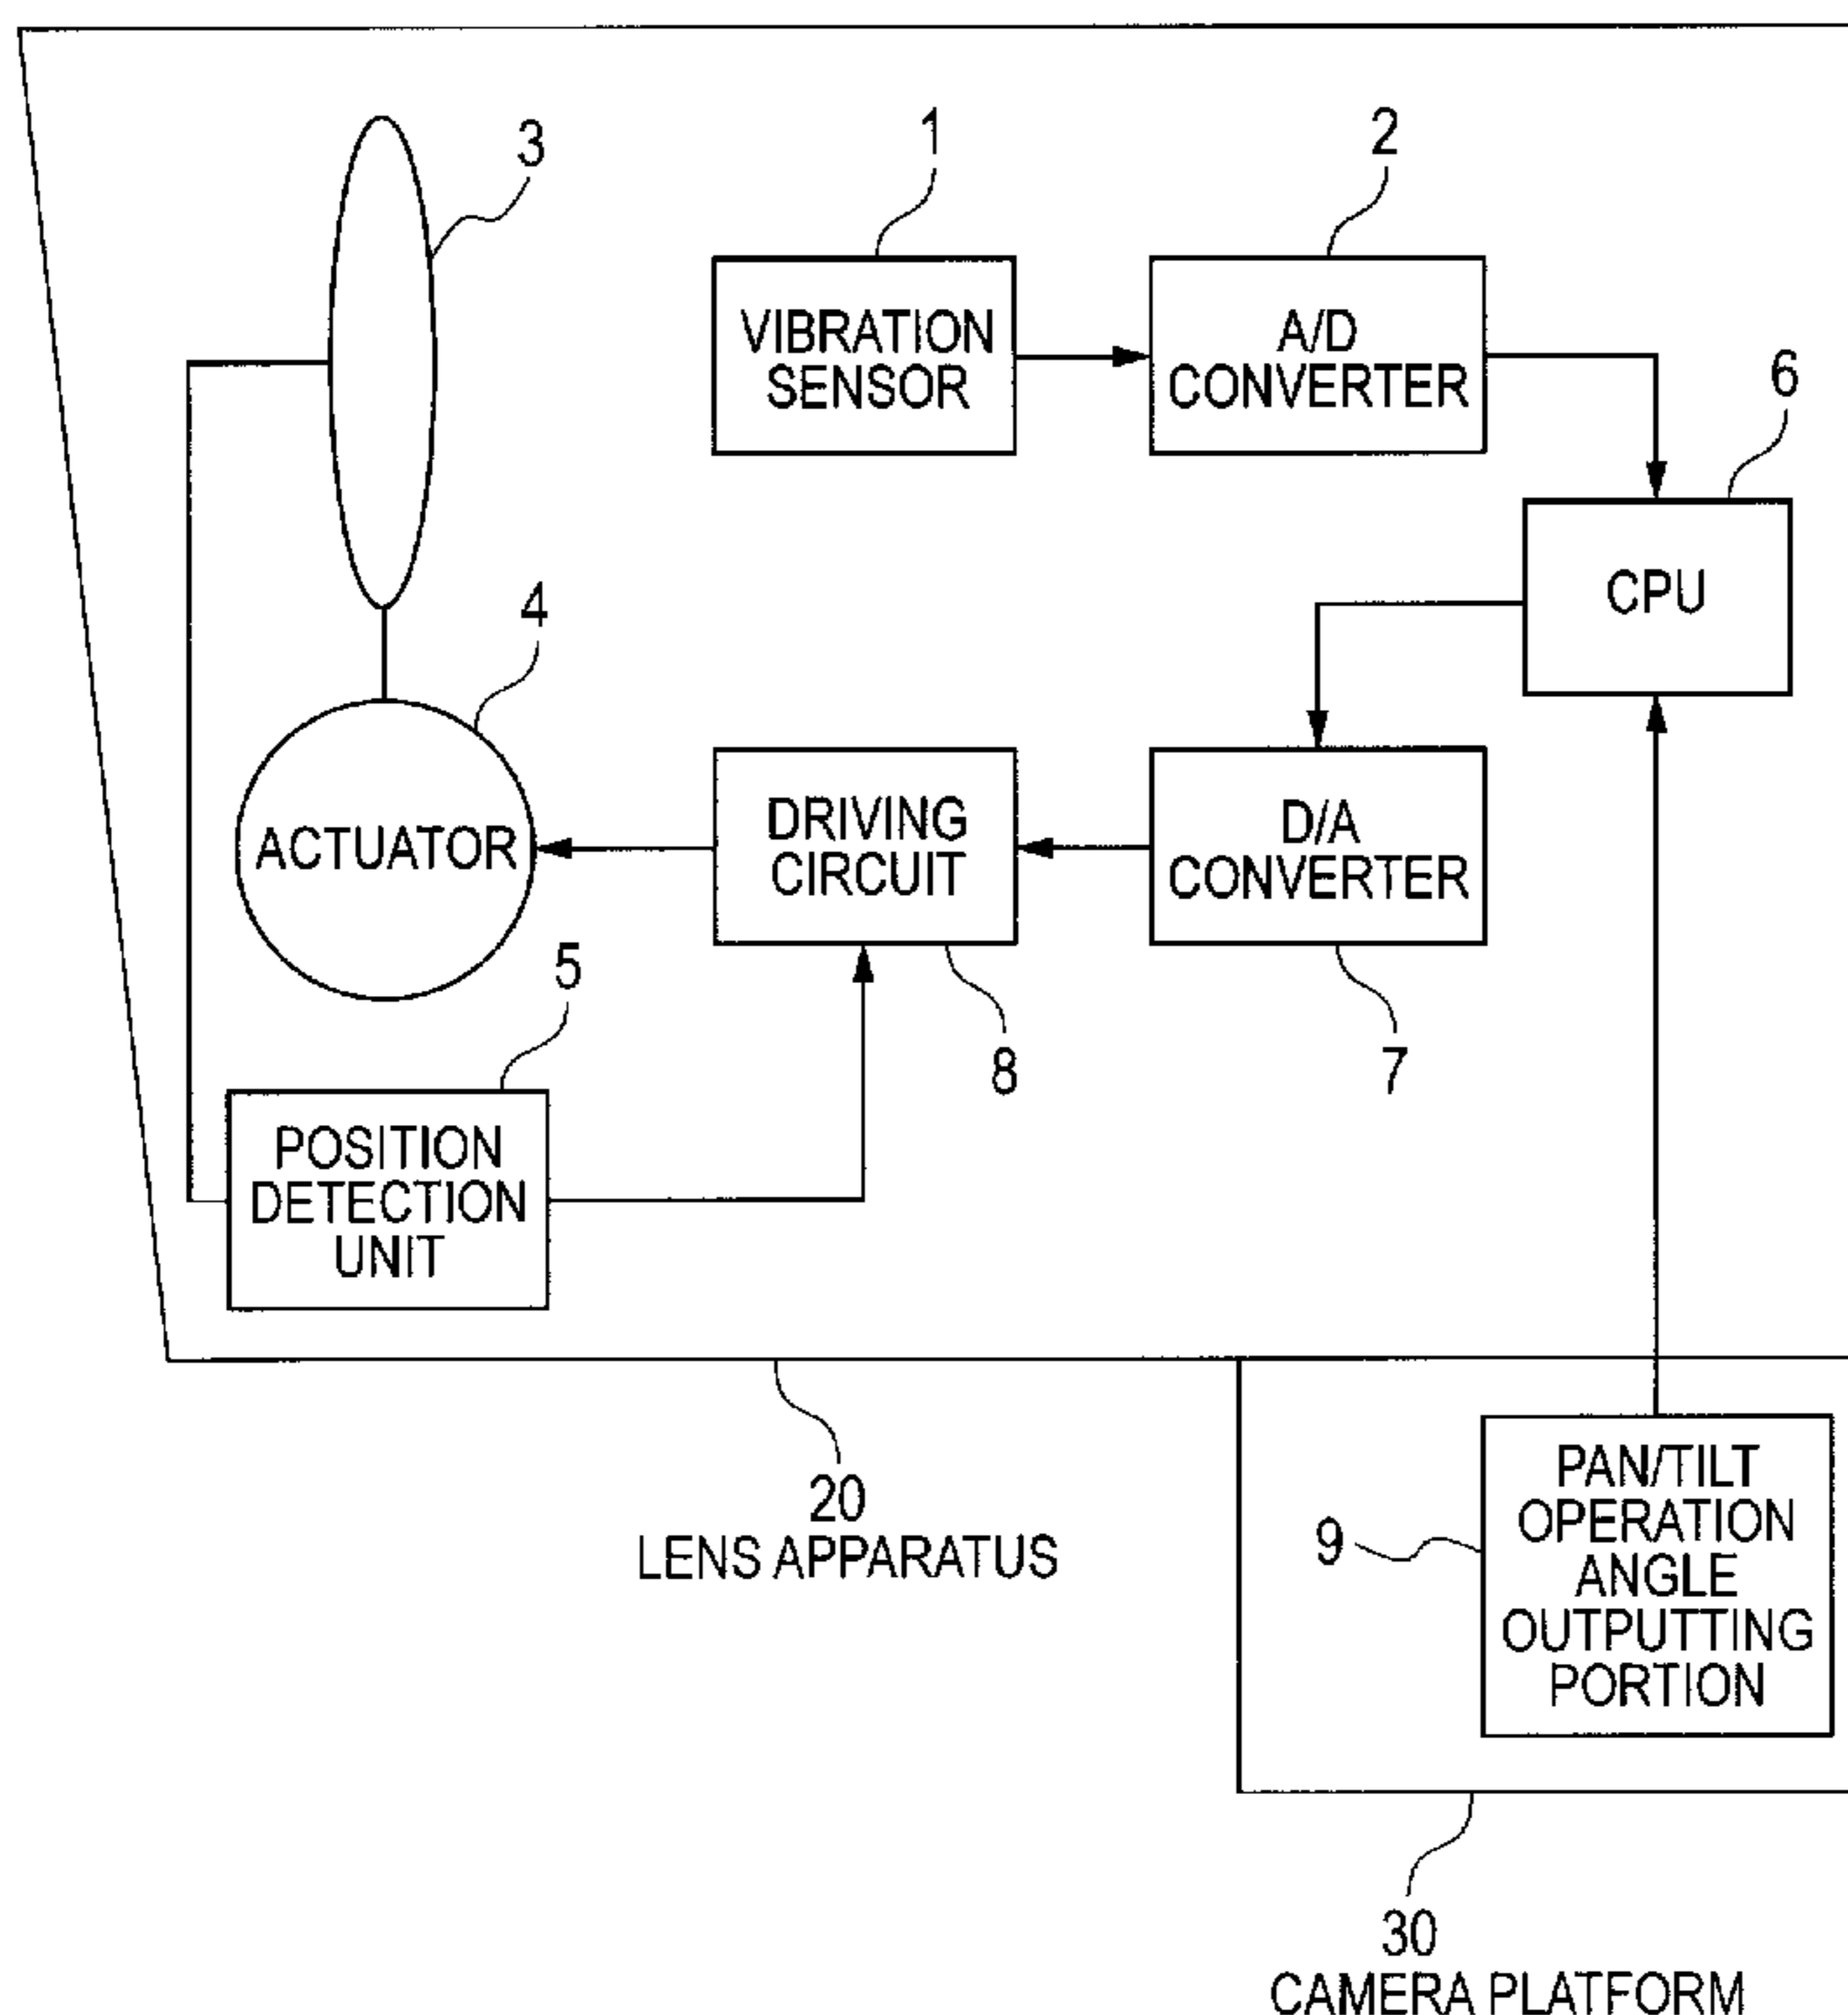 3
1
2
VIBRATION
SENSOR
A/D
CONVERTER
6
CPU
4
ACTUATOR
DRIVING
CIRCUIT
D/A
CONVERTER
5
8
7
POSITION
DETECTION
UNIT
20
LENS APPARATUS
9
PAN/TILT
OPERATION
ANGLE
OUTPUTTING
PORTION
30
CAMERA PLATFORM